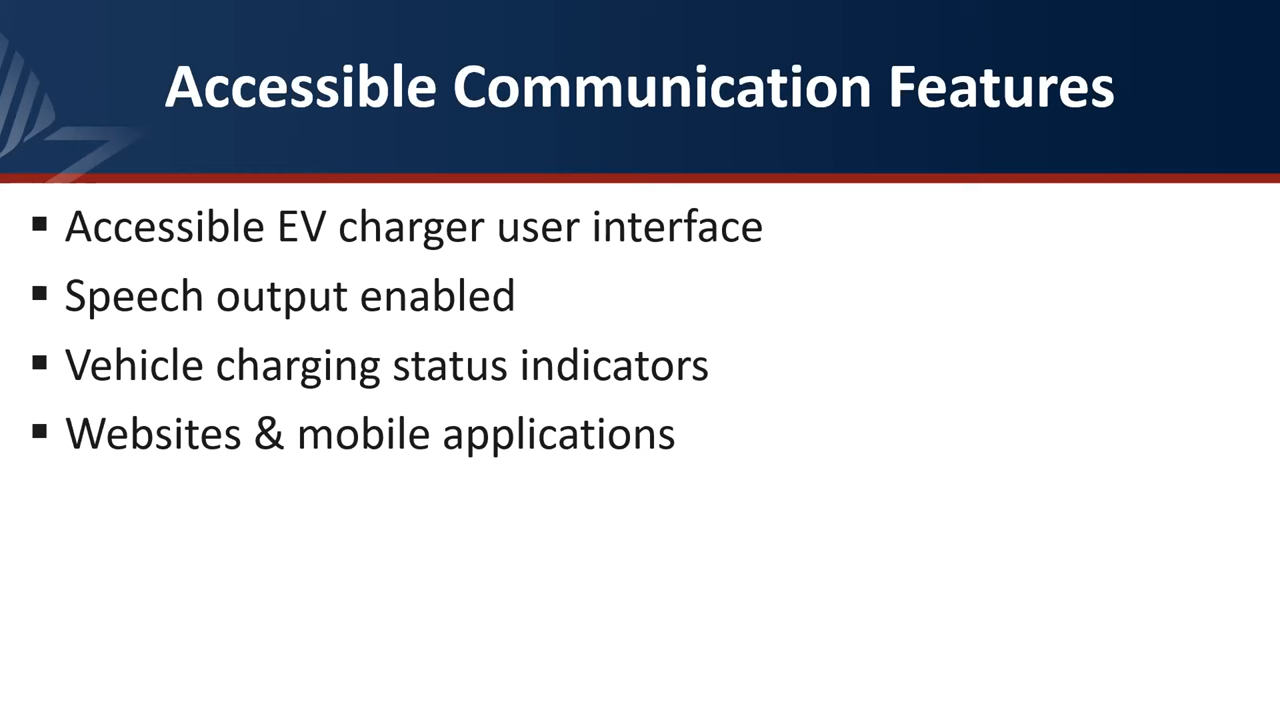 Accessible Communication Features
▪ Accessible EV charger user interface
▪ Speech output enabled
▪ Vehicle charging status indicators
▪ Websites & mobile applications